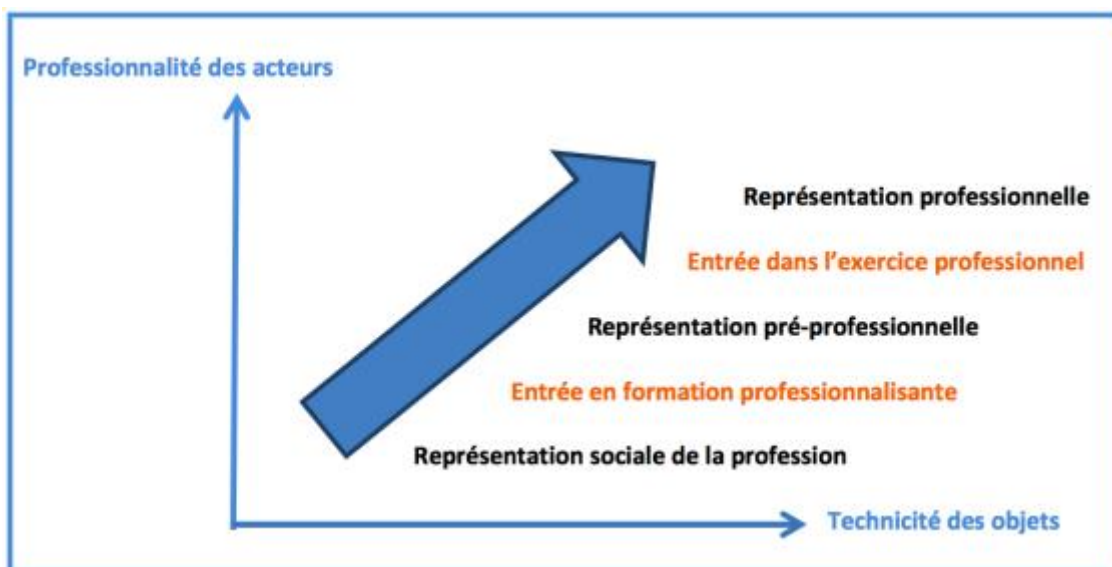 Professionnalité des acteurs
Représentation professionnelle
Entrée dans l'exercice professionnel
Représentation pré-professionnelle
Entrée en formation professionnalisante
Représentation sociale de la profession
Technicité des objets